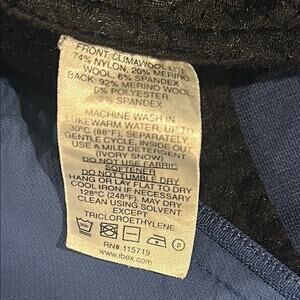 FRONT: CLIMAWOOL
74% NYLON, 20% MERINO
WOOL, 6% SPANDEX
BACK: 92% MERINO WOOL
6% POLYESTER
2% SPANDEX
MACHINE WASH IN
LUKEWARM WATER, UP TO
30°C (86°F), SEPARATELY
GENTLE CYCLE, INSIDE OUT
USE A MILD DETERGENT
(IVORY SNOW)
DO NOT USE FABRIC
SOFTENER
DO NOT TUMBLE DRY
HANG OR LAY FLAT TO DRY
COOL IRON IF NECESSARY
128°C (248°F), MAY DRY
CLEAN USING SOLVENT
EXCEPT
TRICLOROETHYLENE
P
RN# 115719
www.ibex.com